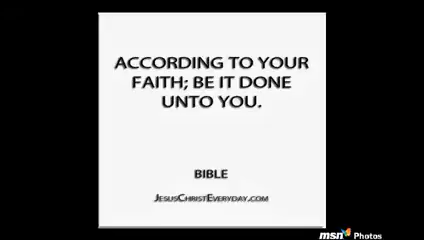 ACCORDING TO YOUR
FAITH; BE IT DONE
UNTO YOU.
BIBLE
JESUSCHRISTEVERYDAY.COM
msn Photos